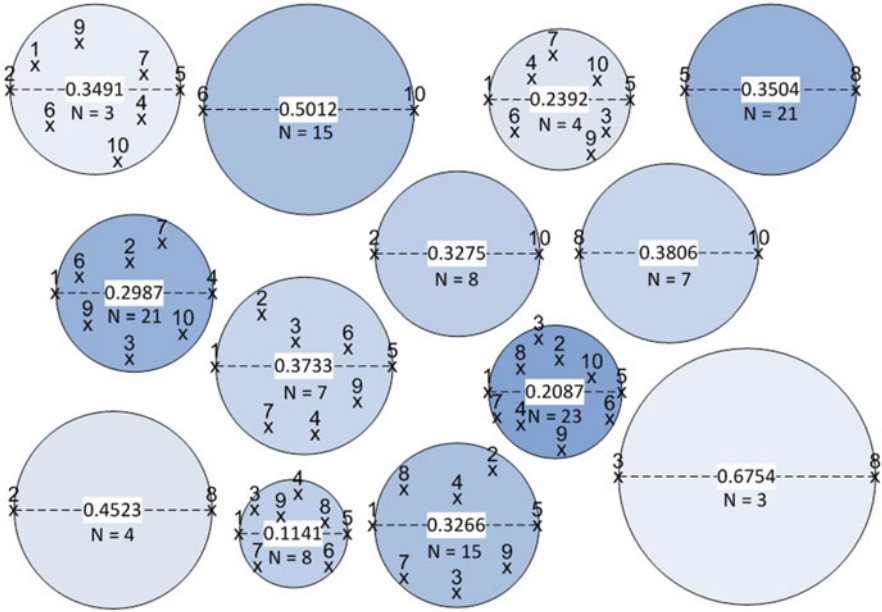 9
1
7
2 0.3491 5
N = 3
6
4
10
6 0.5012 10
N = 15
7
4
10
1 0.2392 5
N = 4
6
3
9
5 0.3504 8
N = 21
7
2
6
1 0.2987 4
N = 21
9
10
3
2 0.3275 10
N = 8
8 0.3806 10
N = 7
2
3
6
1 0.3733 5
N = 7
9
7
4
3
8
2
10
1 0.2087 5
N = 23
7
4
6
9
3 0.6754 8
N = 3
2 0.4523 8
N = 4
4
3
9
8
1 0.1141 5
N = 8
7
6
2
8
4
1 0.3266 5
N = 15
9
7
3